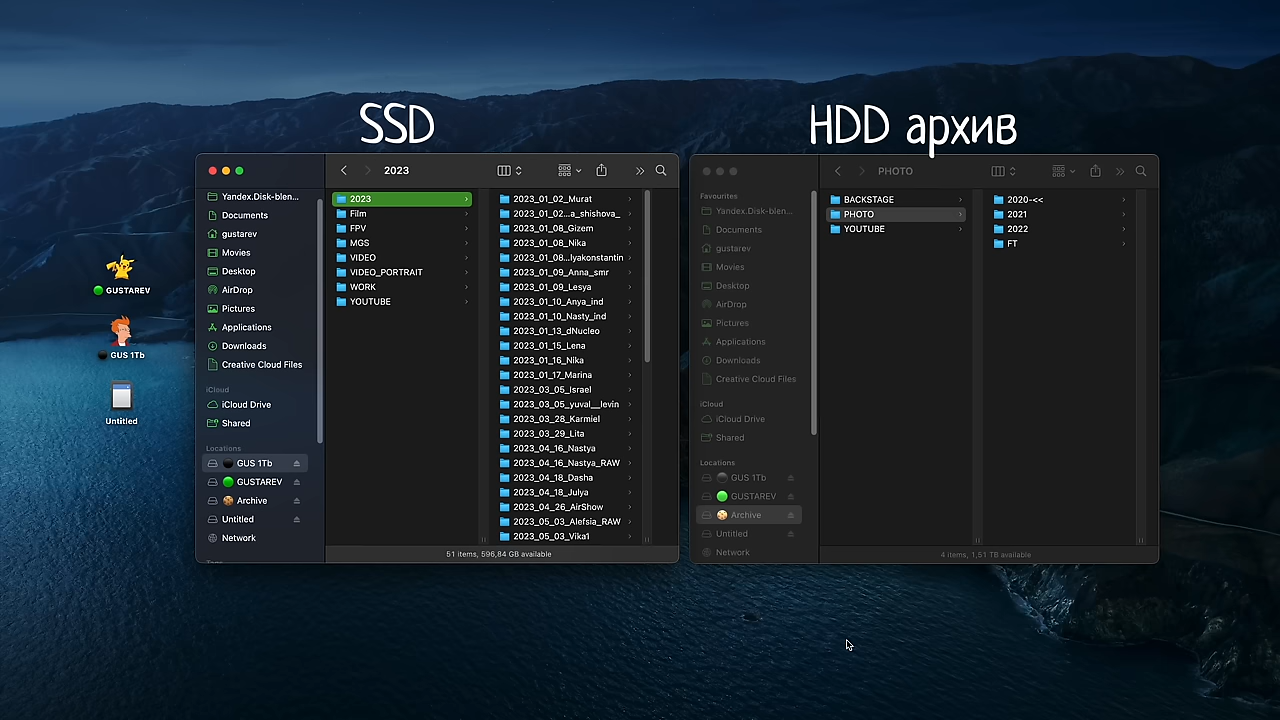 SSD
HDD архив
GUSTAREV
GUS 1Tb
Untitled
2023
Yandex.Disk-blen...
Documents
gustarev
Movies
Desktop
AirDrop
Pictures
Applications
Downloads
Creative Cloud Files
iCloud
iCloud Drive
Shared
Locations
GUS 1Tb
GUSTAREV
Archive
Untitled
Network
2023
Film
FPV
MGS
VIDEO
VIDEO_PORTRAIT
WORK
YOUTUBE
2023_01_02_Murat
2023_01_02...a_shishova_
2023_01_08_Gizem
2023_01_08_Nika
2023_01_08...lyakonstantin
2023_01_09_Anna_smr
2023_01_09_Lesya
2023_01_10_Anya_ind
2023_01_10_Nasty_ind
2023_01_13_dNucleo
2023_01_15_Lena
2023_01_16_Nika
2023_01_17_Marina
2023_03_05_Israel
2023_03_05_yuval__levin
2023_03_28_Karmiel
2023_03_29_Lita
2023_04_16_Nastya
2023_04_16_Nastya_RAW
2023_04_18_Dasha
2023_04_18_Julya
2023_04_26_AirShow
2023_05_03_Alefsia_RAW
2023_05_03_Vika1
51 items, 596,84 GB available
PHOTO
Favourites
Yandex.Disk-blen...
Documents
gustarev
Movies
Desktop
AirDrop
Pictures
Applications
Downloads
Creative Cloud Files
iCloud
iCloud Drive
Shared
Locations
GUS 1Tb
GUSTAREV
Archive
Untitled
Network
BACKSTAGE
PHOTO
YOUTUBE
2020-<<
2021
2022
FT
4 items, 1,51 TB available